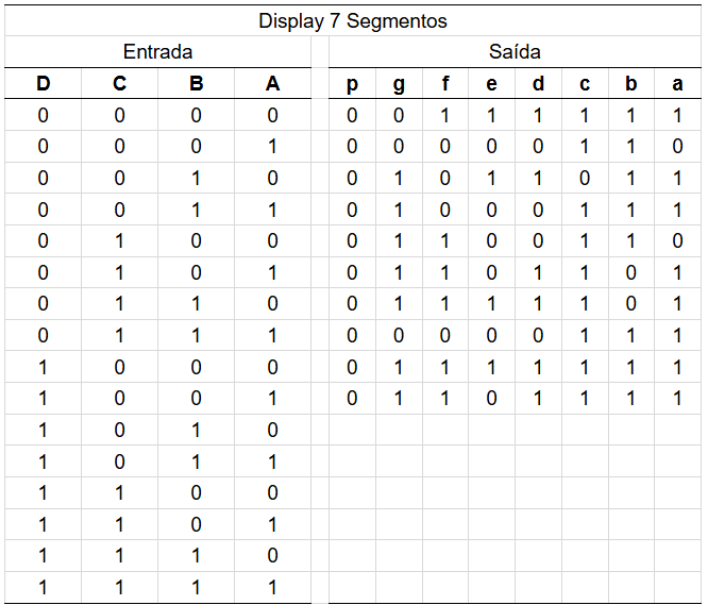 Display 7 Segmentos
Entrada Saída
D C B A p g f e d c b a
0 0 0 0 0 0 1 1 1 1 1 1
0 0 0 1 0 0 0 0 0 1 1 0
0 0 1 0 0 1 0 1 1 0 1 1
0 0 1 1 0 1 0 0 0 1 1 1
0 1 0 0 0 1 1 0 0 1 1 0
0 1 0 1 0 1 1 0 1 1 0 1
0 1 1 0 0 1 1 1 1 1 0 1
0 1 1 1 0 0 0 0 0 1 1 1
1 0 0 0 0 1 1 1 1 1 1 1
1 0 0 1 0 1 1 0 1 1 1 1
1 0 1 0
1 0 1 1
1 1 0 0
1 1 0 1
1 1 1 0
1 1 1 1